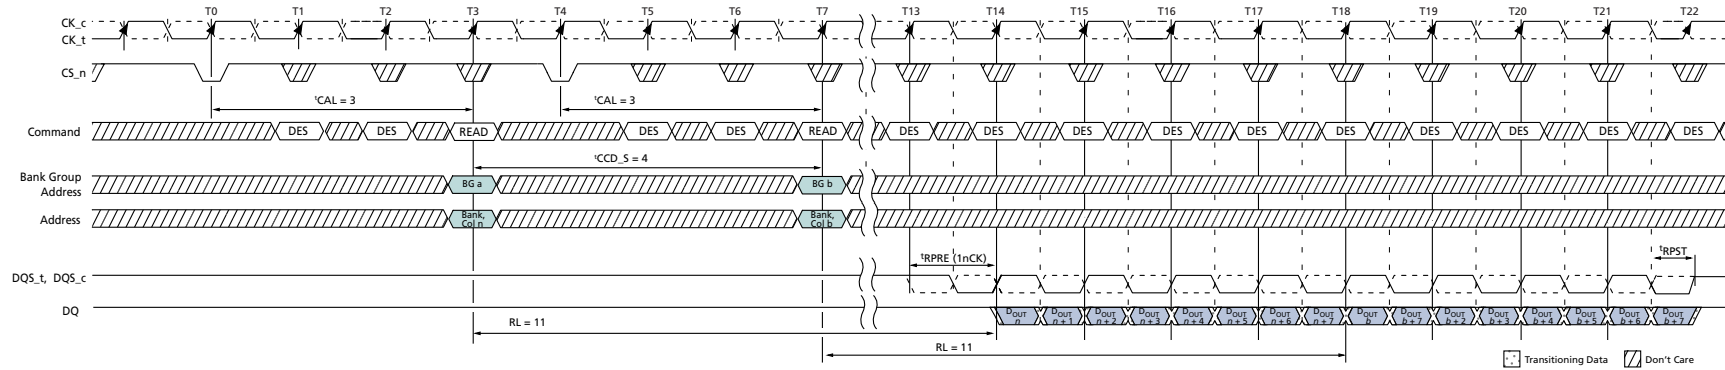 T0 T1 T2 T3 T4 T5 T6 T7 T13 T14 T15 T16 T17 T18 T19 T20 T21 T22
CK_c
CK_t
CS_n
tCAL = 3 tCAL = 3
Command DES DES READ DES DES READ DES DES DES DES DES DES DES DES DES DES
tCCD_S = 4
Bank Group
Address BG a BG b
Address Bank, Col n Bank, Col b
tRPRE (1nCK) tRPST
DQS_t, DQS_c
DQ DOUT n DOUT n + 1 DOUT n + 2 DOUT n + 3 DOUT n + 4 DOUT n + 5 DOUT n + 6 DOUT n + 7 DOUT b DOUT b + 7 DOUT b + 2 DOUT b + 3 DOUT b + 4 DOUT b + 5 DOUT b + 6 DOUT b + 7
RL = 11
RL = 11
Transitioning Data Don't Care